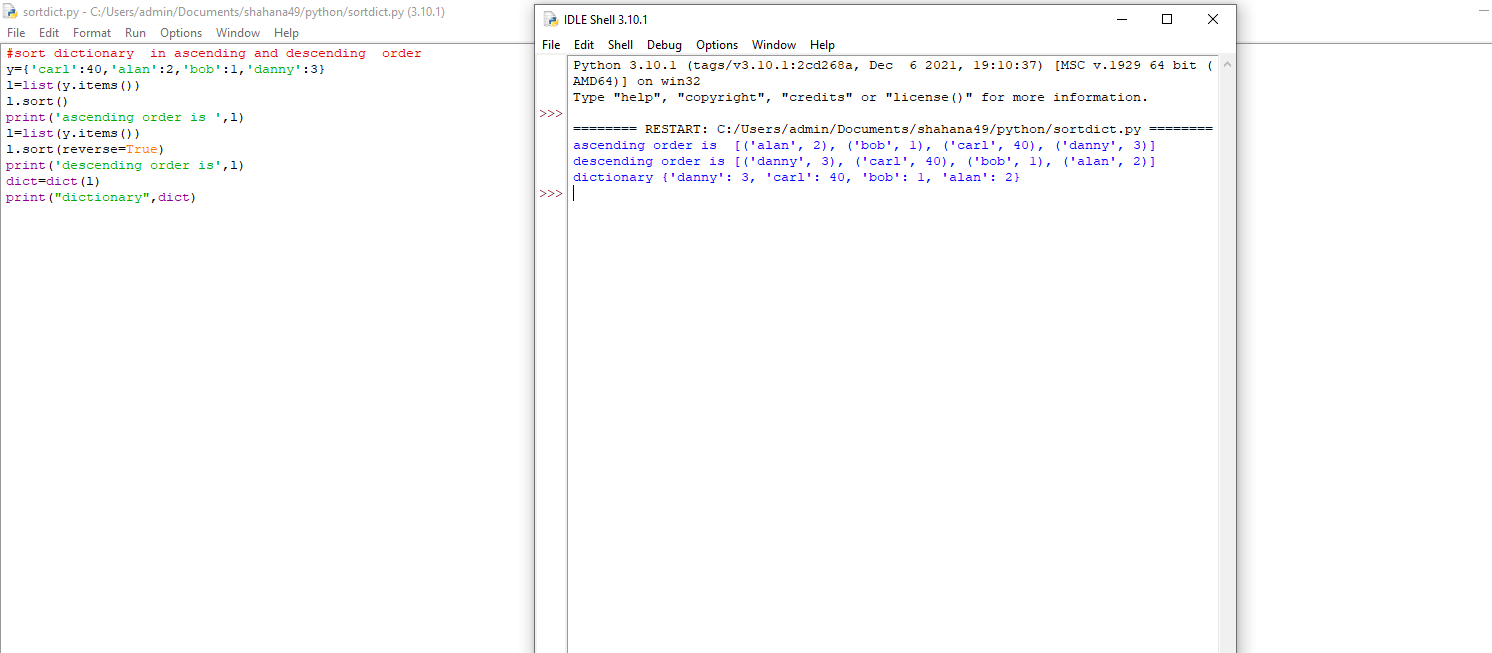 sortdict.py - C:/Users/admin/Documents/shahana49/python/sortdict.py (3.10.1)
File Edit Format Run Options Window Help
#sort dictionary  in ascending and descending  order
y={'carl':40,'alan':2,'bob':1,'danny':3}
l=list(y.items())
l.sort()
print('ascending order is ',l)
l=list(y.items())
l.sort(reverse=True)
print('descending order is',l)
dict=dict(l)
print("dictionary",dict)
IDLE Shell 3.10.1
File Edit Shell Debug Options Window Help
Python 3.10.1 (tags/v3.10.1:2cd268a, Dec  6 2021, 19:10:37) [MSC v.1929 64 bit (
AMD64)] on win32
Type "help", "copyright", "credits" or "license()" for more information.
>>>
======== RESTART: C:/Users/admin/Documents/shahana49/python/sortdict.py ========
ascending order is  [('alan', 2), ('bob', 1), ('carl', 40), ('danny', 3)]
descending order is [('danny', 3), ('carl', 40), ('bob', 1), ('alan', 2)]
dictionary {'danny': 3, 'carl': 40, 'bob': 1, 'alan': 2}
>>>